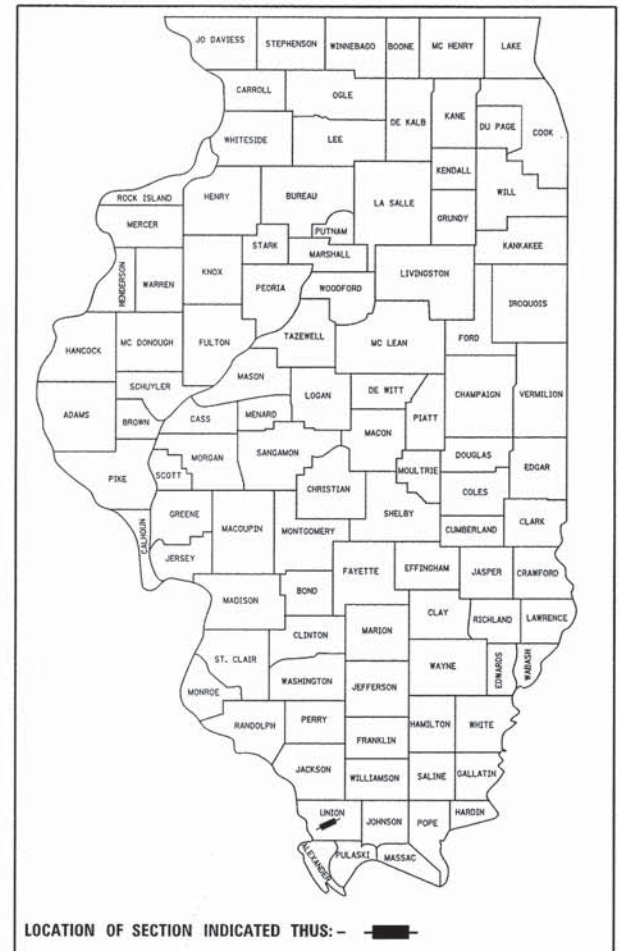 JO DAVIESS
STEPHENSON
WINNEBAGO
BOONE
MC HENRY
LAKE
CARROLL
OGLE
DE KALB
KANE
DU PAGE
COOK
WHITESIDE
LEE
KENDALL
WILL
ROCK ISLAND
HENRY
BUREAU
LA SALLE
GRUNDY
MERCER
PUTNAM
STARK
MARSHALL
KANKAKEE
HENDERSON
WARREN
KNOX
PEORIA
WOODFORD
LIVINGSTON
IROQUOIS
FORD
HANCOCK
MC DONOUGH
FULTON
TAZEWELL
MC LEAN
SCHUYLER
MASON
LOGAN
DE WITT
CHAMPAIGN
VERMILION
ADAMS
BROWN
CASS
MENARD
PIATT
MACON
MORGAN
SANGAMON
DOUGLAS
EDGAR
PIKE
SCOTT
CHRISTIAN
MOULTRIE
COLES
GREENE
MACOUPIN
MONTGOMERY
SHELBY
CUMBERLAND
CLARK
CALHOUN
JERSEY
FAYETTE
EFFINGHAM
JASPER
CRAWFORD
MADISON
BOND
CLAY
RICHLAND
LAWRENCE
CLINTON
MARION
ST. CLAIR
WAYNE
EDWARDS
WABASH
WASHINGTON
JEFFERSON
MONROE
RANDOLPH
PERRY
HAMILTON
WHITE
FRANKLIN
JACKSON
WILLIAMSON
SALINE
GALLATIN
UNION
JOHNSON
POPE
HARDIN
ALEXANDER
PULASKI
MASSAC
LOCATION OF SECTION INDICATED THUS: -